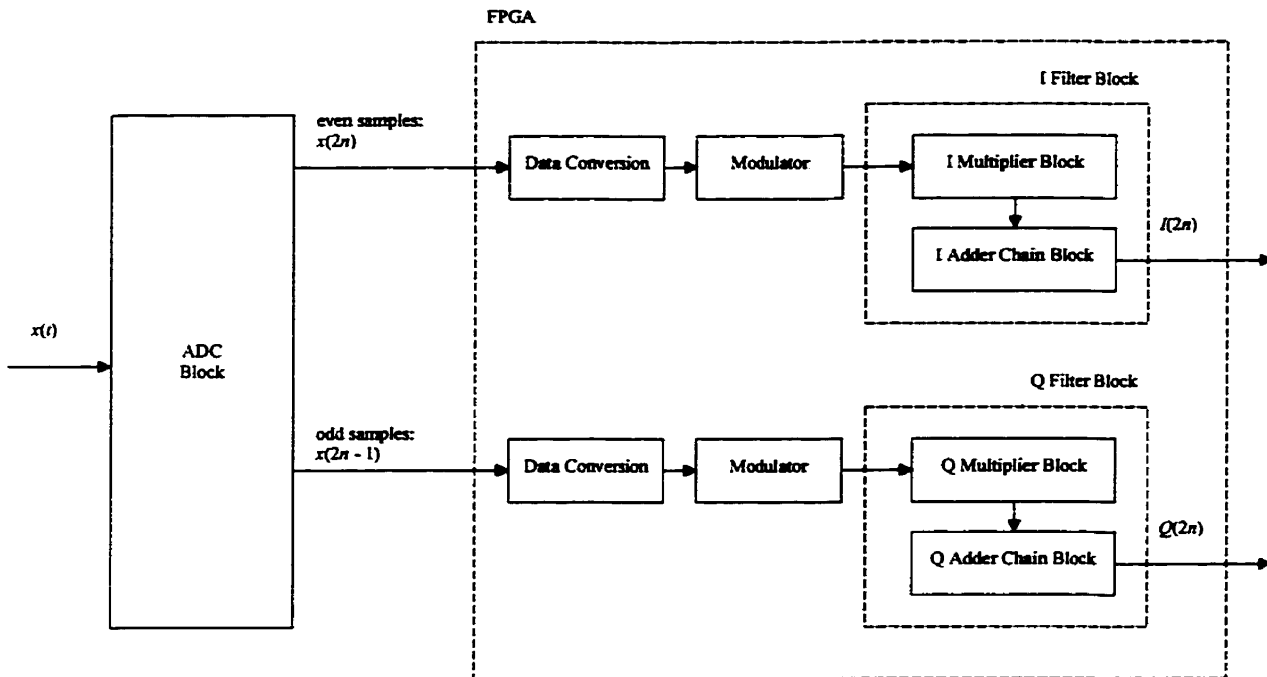 FPGA
I Filter Block
even samples:
x(2n)
Data Conversion
Modulator
I Multiplier Block
I Adder Chain Block
I(2n)
x(t)
ADC
Block
Q Filter Block
odd samples:
x(2n - 1)
Data Conversion
Modulator
Q Multiplier Block
Q Adder Chain Block
Q(2n)